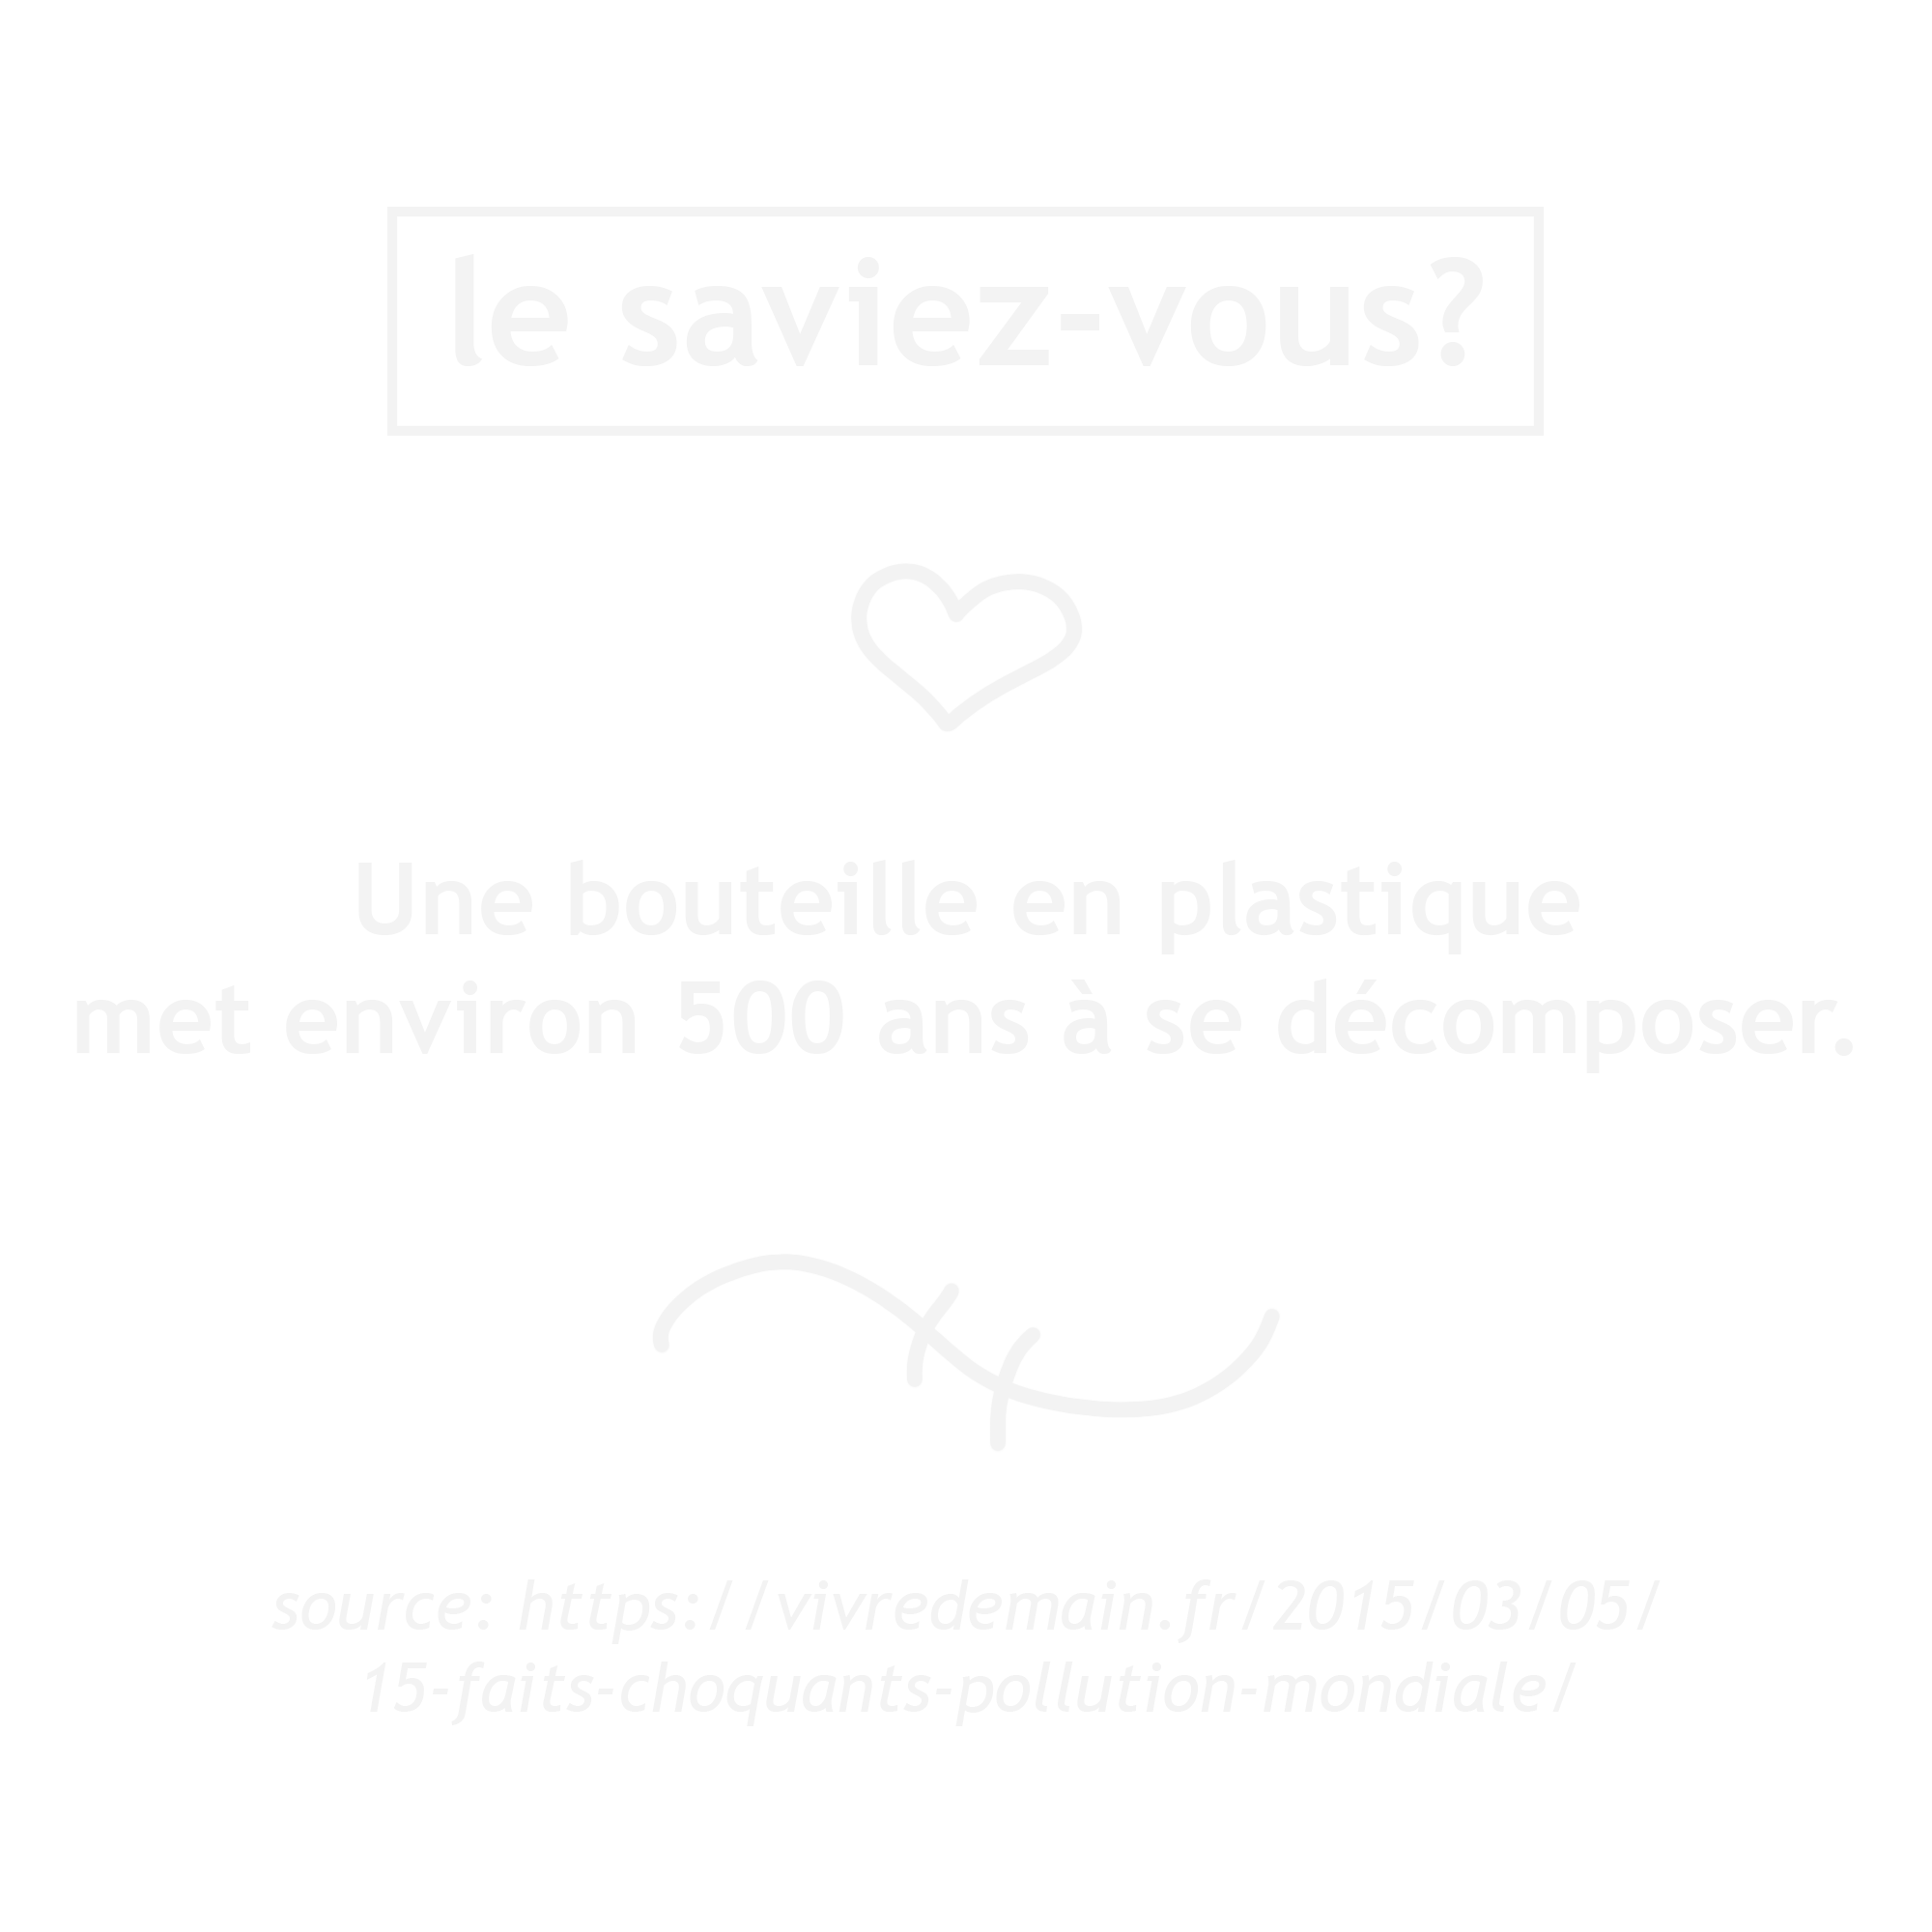 le saviez-vous?
Une bouteille en plastique
met environ 500 ans à se décomposer.
source: https://vivredemain.fr/2015/03/05/
15-faits-choquants-pollution-mondiale/